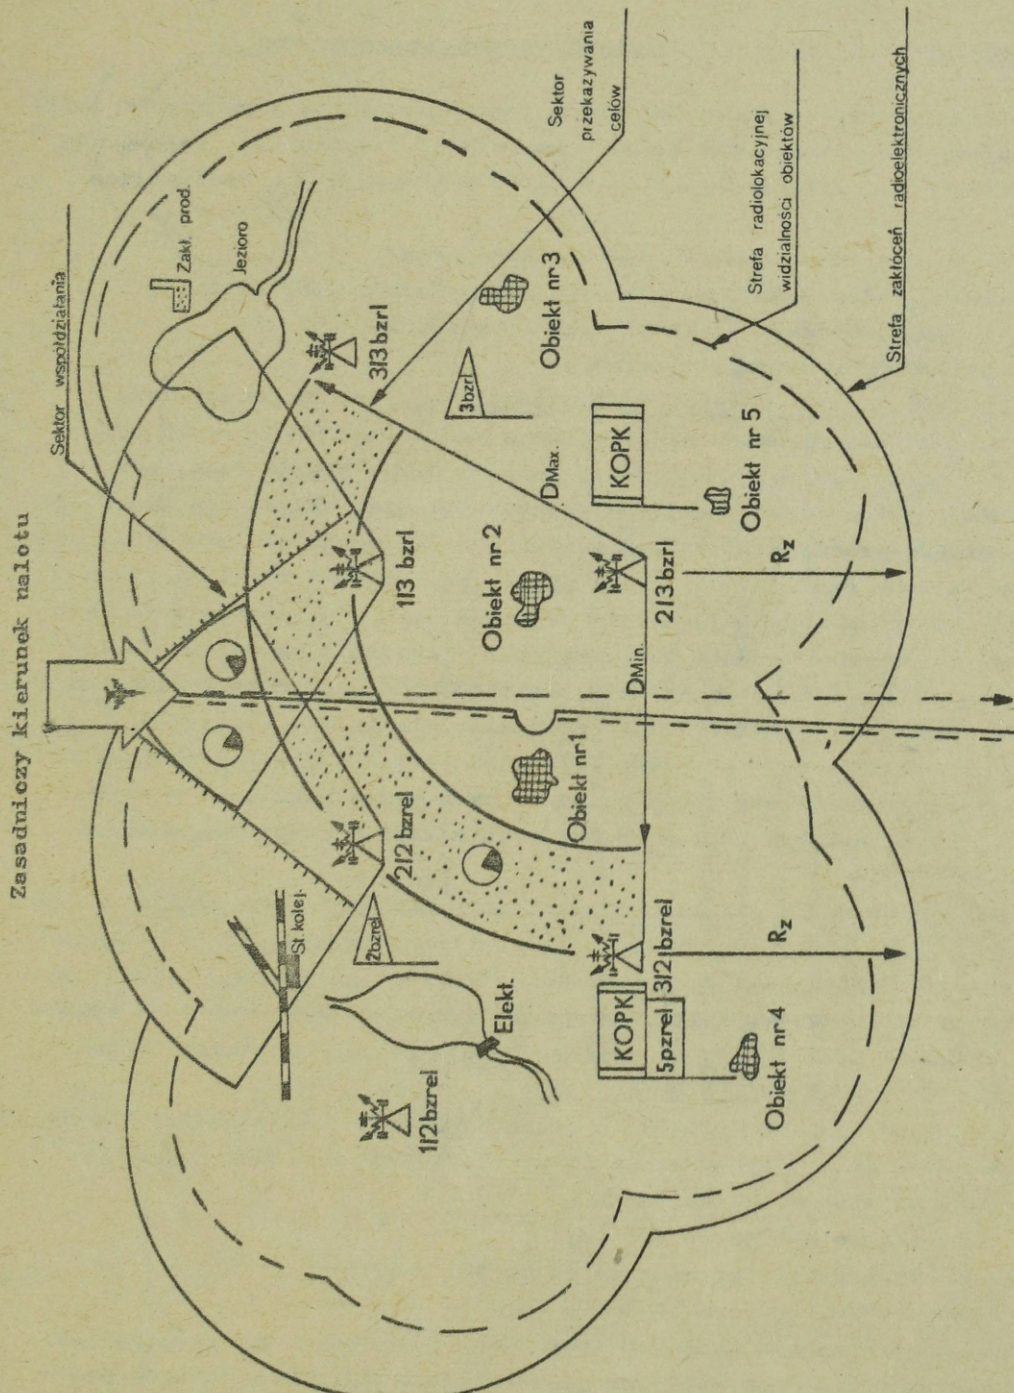 Zasadniczy kierunek nalotu
Sektor współdziałania
Sektor
przekazywania
celów
Strefa radiolokacyjnej
widzialności obiektów
Strefa zakłóceń radioelektronicznych
Zakł. prod.
Jezioro
3/3 bzrl
3bzrl
Obiekt nr 3
KOPK
Obiekt nr 5
DMax.
1/3 bzrl
Obiekt nr 2
2/3 bzrl
Rz
DMin.
Obiekt nr 1
2/2 bzrel
2bzrel
St. kolej.
Elekt.
1/2 bzrel
3/2 bzrel
KOPK
5pzrel
Obiekt nr 4
Rz